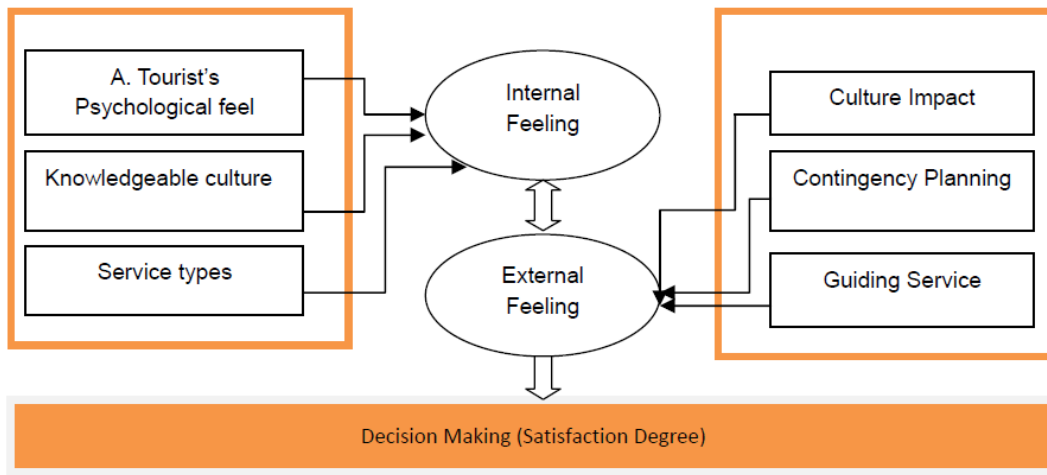 A. Tourist's
Psychological feel
Knowledgeable culture
Service types
Internal
Feeling
External
Feeling
Culture Impact
Contingency Planning
Guiding Service
Decision Making (Satisfaction Degree)